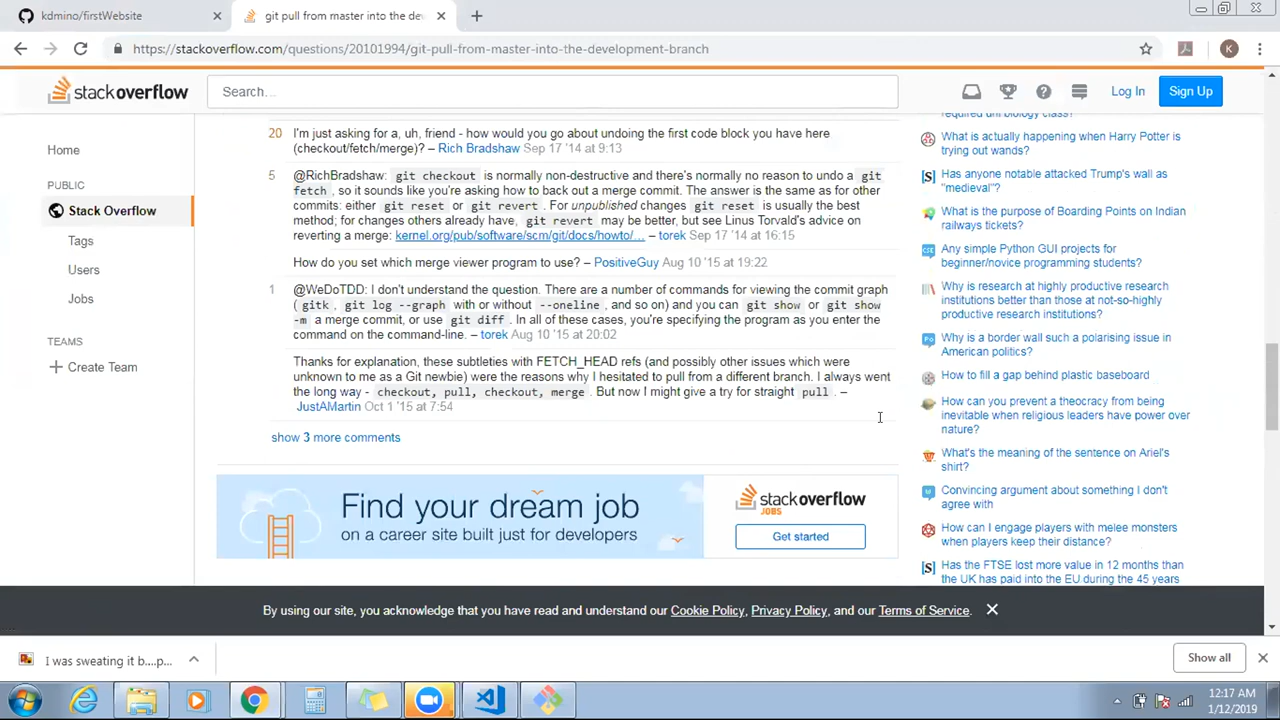 kdmino/firstWebsite
git pull from master into the de
https://stackoverflow.com/questions/20101994/git-pull-from-master-into-the-development-branch
K
stackoverflow
Search...
Log In
Sign Up
Home
PUBLIC
Stack Overflow
Tags
Users
Jobs
TEAMS
Create Team
20 I'm just asking for a, uh, friend - how would you go about undoing the first code block you have here
(checkout/fetch/merge)? – Rich Bradshaw Sep 17 '14 at 9:13
5 @RichBradshaw: git checkout is normally non-destructive and there's normally no reason to undo a git
fetch , so it sounds like you're asking how to back out a merge commit. The answer is the same as for other
commits: either git reset or git revert . For unpublished changes git reset is usually the best
method; for changes others already have, git revert may be better, but see Linus Torvald's advice on
reverting a merge: kernel.org/pub/software/scm/git/docs/howto/… – torek Sep 17 '14 at 16:15
How do you set which merge viewer program to use? – PositiveGuy Aug 10 '15 at 19:22
1 @WeDoTDD: I don't understand the question. There are a number of commands for viewing the commit graph
( gitk , git log --graph with or without --oneline , and so on) and you can git show or git show
-m a merge commit, or use git diff . In all of these cases, you're specifying the program as you enter the
command on the command-line. – torek Aug 10 '15 at 20:02
Thanks for explanation, these subtleties with FETCH_HEAD refs (and possibly other issues which were
unknown to me as a Git newbie) were the reasons why I hesitated to pull from a different branch. I always went
the long way - checkout, pull, checkout, merge . But now I might give a try for straight pull . –
JustAMartin Oct 1 '15 at 7:54
show 3 more comments
Find your dream job
on a career site built just for developers
stackoverflow
JOBS
Get started
required uni biology class?
What is actually happening when Harry Potter is
trying out wands?
Has anyone notable attacked Trump's wall as
"medieval"?
What is the purpose of Boarding Points on Indian
railways tickets?
Any simple Python GUI projects for
beginner/novice programming students?
Why is research at highly productive research
institutions better than those at not-so-highly
productive research institutions?
Why is a border wall such a polarising issue in
American politics?
How to fill a gap behind plastic baseboard
How can you prevent a theocracy from being
inevitable when religious leaders have power over
nature?
What's the meaning of the sentence on Ariel's
shirt?
Convincing argument about something I don't
agree with
How can I engage players with melee monsters
when players keep their distance?
Has the FTSE lost more value in 12 months than
the UK has paid into the EU during the 45 years
By using our site, you acknowledge that you have read and understand our Cookie Policy, Privacy Policy, and our Terms of Service.
I was sweating it b....p...
Show all
12:17 AM
1/12/2019